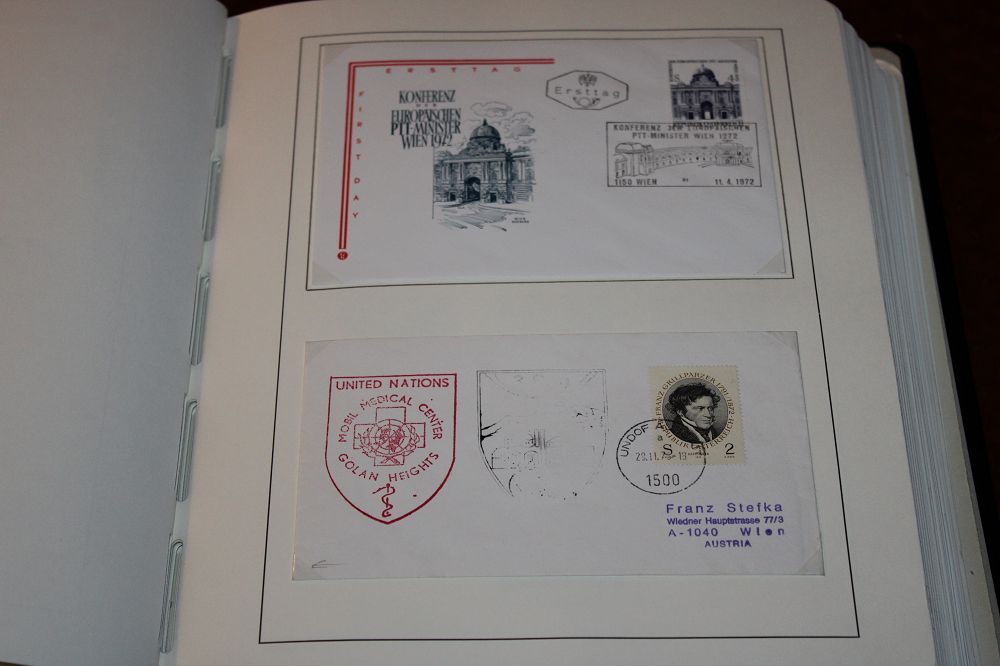 ERSTTAG
FIRST DAY
KONFERENZ
DER
EUROPÄISCHEN
PTT-MINISTER
WIEN 1972
Ersttag
S 4
KONFERENZ DER EUROPÄISCHEN
PTT-MINISTER WIEN 1972
1150 WIEN 11. 4. 1972
UNITED NATIONS
MOBIL MEDICAL CENTER
GOLAN HEIGHTS
FRANZ GRILLPARZER 1791/1872
REPUBLIK ÖSTERREICH
S 2
UNDOF
a
1500
Franz Stefka
Wiedner Hauptstrasse 77/3
A-1040 Wien
AUSTRIA